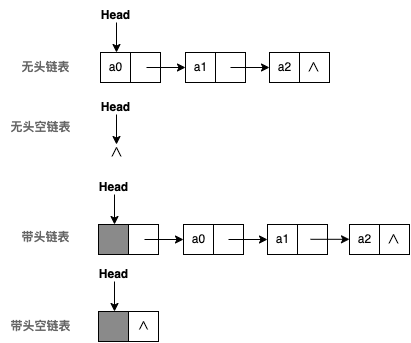 Head
无头链表 a0 a1 a2 ∧
Head
无头空链表
∧
Head
带头链表 a0 a1 a2 ∧
Head
带头空链表 ∧